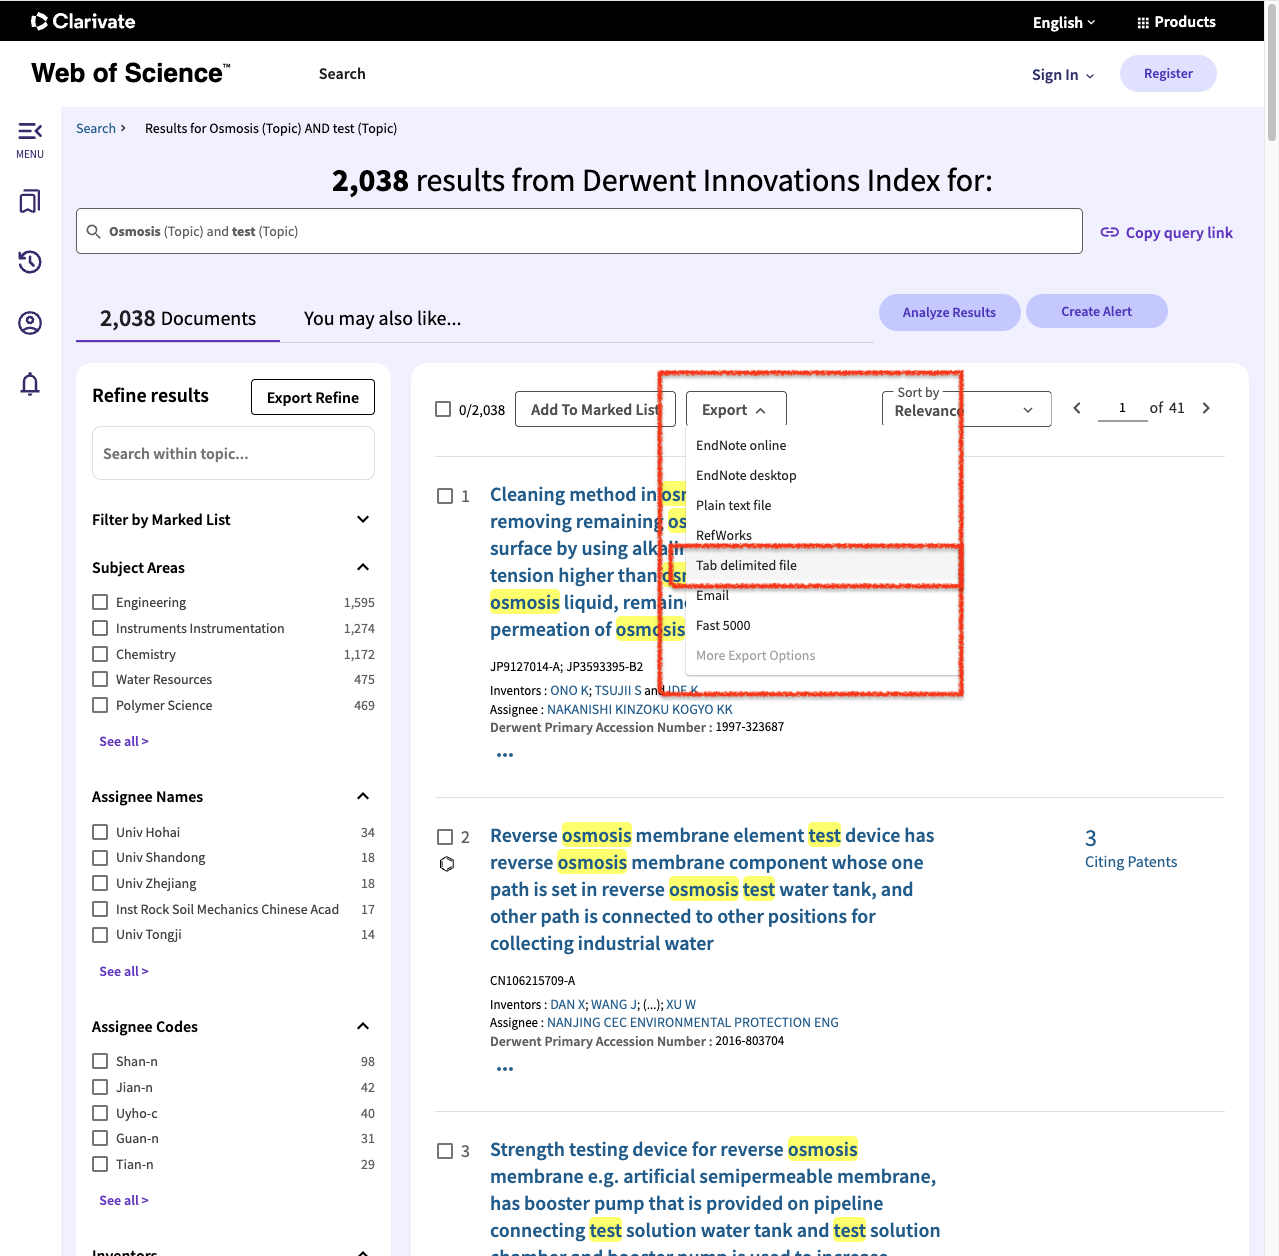 Clarivate
English
Products
Web of Science™
Search
Sign In
Register
MENU
Search › Results for Osmosis (Topic) AND test (Topic)
2,038 results from Derwent Innovations Index for:
Osmosis (Topic) and test (Topic)
Copy query link
2,038 Documents
You may also like...
Analyze Results
Create Alert
Refine results
Export Refine
Search within topic...
Filter by Marked List
Subject Areas
Engineering 1,595
Instruments Instrumentation 1,274
Chemistry 1,172
Water Resources 475
Polymer Science 469
See all >
Assignee Names
Univ Hohai 34
Univ Shandong 18
Univ Zhejiang 18
Inst Rock Soil Mechanics Chinese Acad 17
Univ Tongji 14
See all >
Assignee Codes
Shan-n 98
Jian-n 42
Uyho-c 40
Guan-n 31
Tian-n 29
See all >
Inventors
0/2,038
Add To Marked List
Export
Sort by
Relevance
1 of 41
EndNote online
EndNote desktop
Plain text file
RefWorks
Tab delimited file
Email
Fast 5000
More Export Options
1
Cleaning method in
removing remaining
surface by using
tension higher than
osmosis liquid,
permeation of osmosis
JP9127014-A; JP3593395-B2
Inventors : ONO K; TSUJII S and IDE K
Assignee : NAKANISHI KINZOKU KOGYO KK
Derwent Primary Accession Number : 1997-323687
•••
2
Reverse osmosis membrane element test device has
reverse osmosis membrane component whose one
path is set in reverse osmosis test water tank, and
other path is connected to other positions for
collecting industrial water
3
Citing Patents
CN106215709-A
Inventors : DAN X; WANG J; (...); XU W
Assignee : NANJING CEC ENVIRONMENTAL PROTECTION ENG
Derwent Primary Accession Number : 2016-803704
•••
3
Strength testing device for reverse osmosis
membrane e.g. artificial semipermeable membrane,
has booster pump that is provided on pipeline
connecting test solution water tank and test solution
chamber and booster pump is used to increase